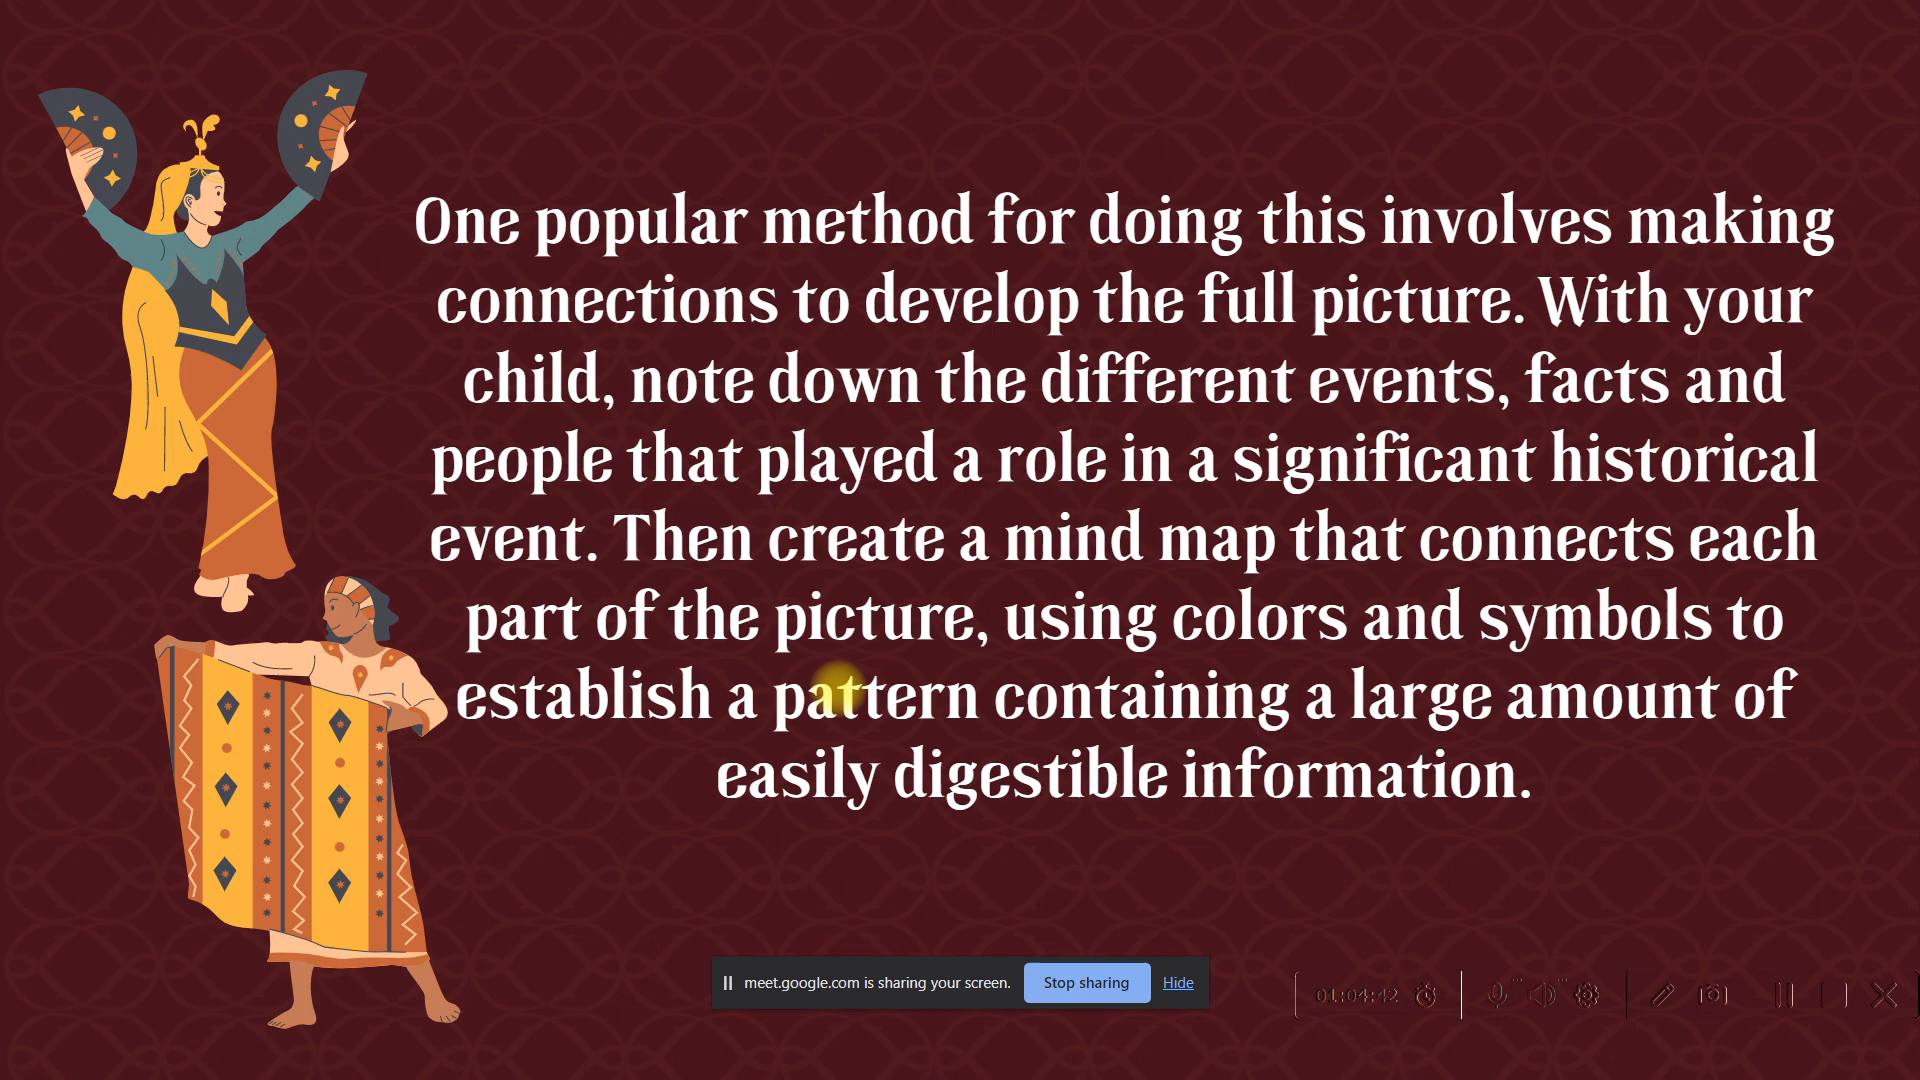 One popular method for doing this involves making
connections to develop the full picture. With your
child, note down the different events, facts and
people that played a role in a significant historical
event. Then create a mind map that connects each
part of the picture, using colors and symbols to
establish a pattern containing a large amount of
easily digestible information.
meet.google.com is sharing your screen. Stop sharing Hide
01:04:42